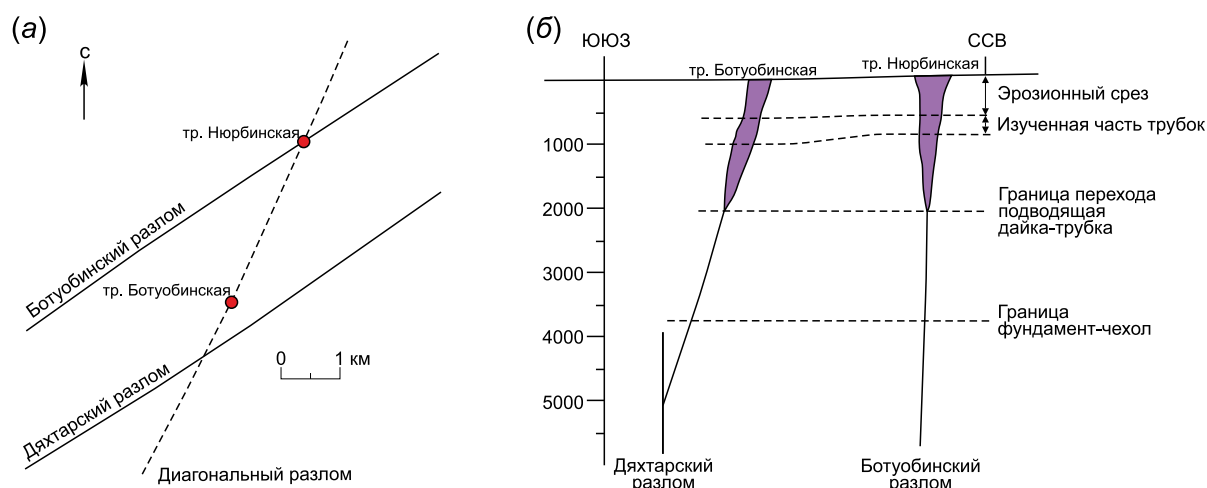 (а)
С
тр. Нюрбинская
Ботуобинский разлом
тр. Ботуобинская
0 1 км
Дяхтарский разлом
Диагональный разлом
(б)
ЮЮЗ
ССВ
тр. Ботуобинская
тр. Нюрбинская
Эрозионный срез
Изученная часть трубок
1000
Граница перехода
подводящая
дайка-трубка
2000
3000
Граница
фундамент-чехол
4000
5000
Дяхтарский
разлом
Ботуобинский
разлом